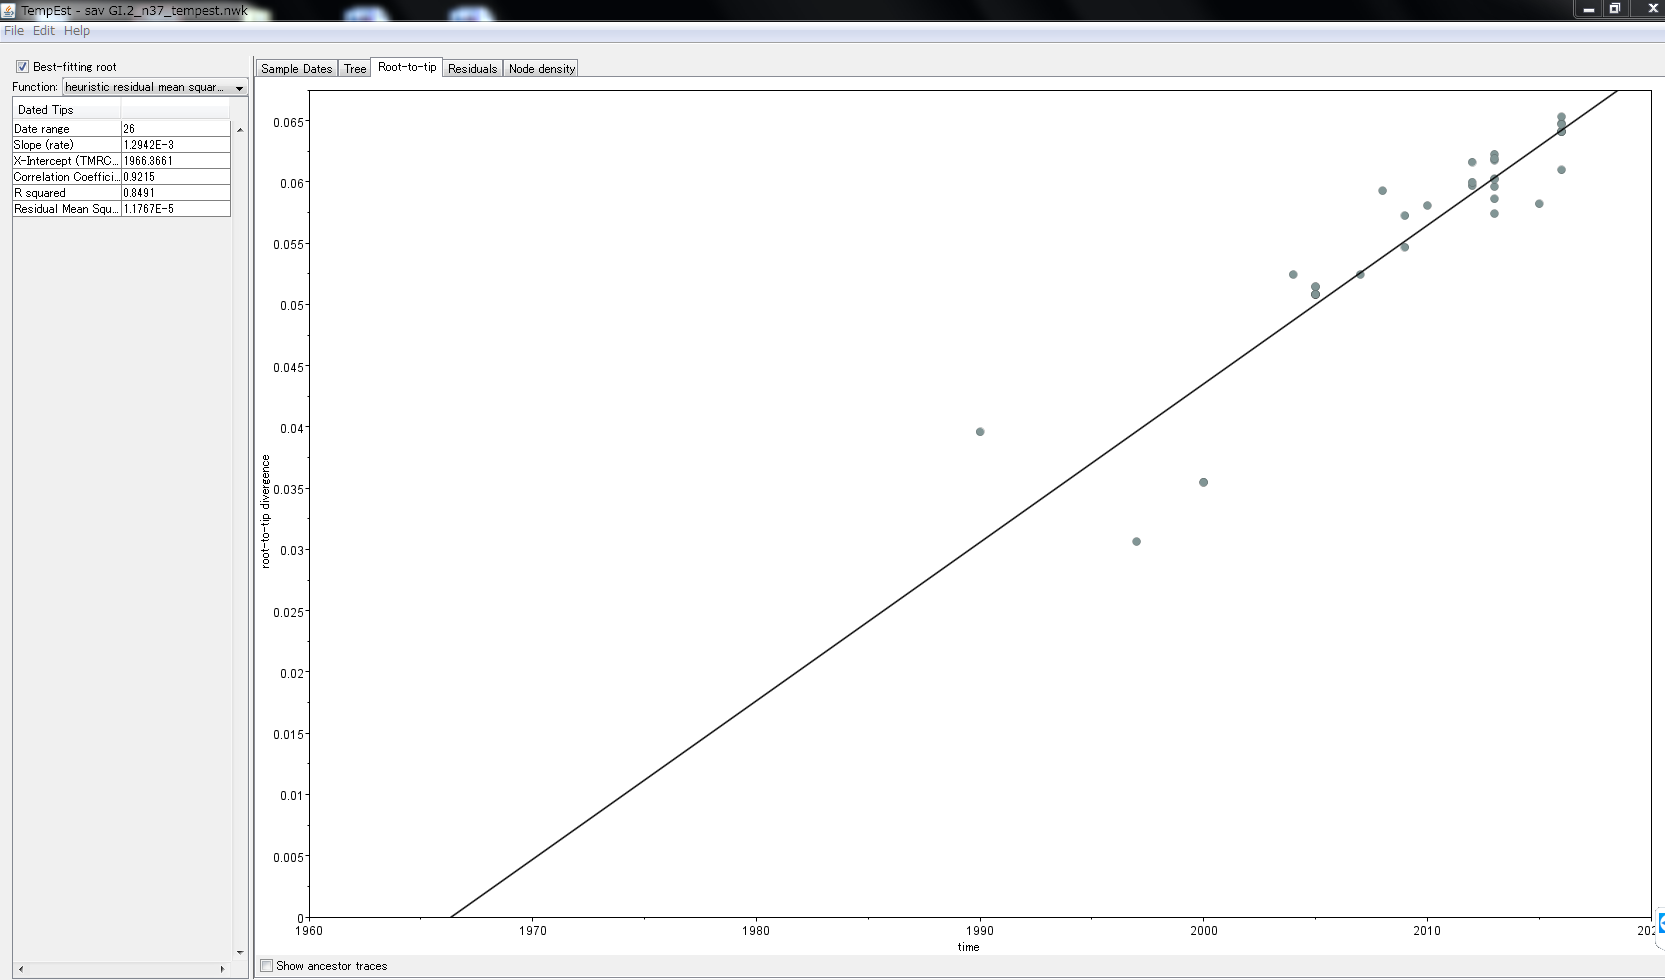 TempEst - sav GI.2_n37_tempest.nwk
File Edit Help
Best-fitting root
Function: heuristic residual mean squar...
Dated Tips
Date range 26
Slope (rate) 1.2942E-3
X-Intercept (TMRC... 1966.3661
Correlation Coeffici... 0.9215
R squared 0.8491
Residual Mean Squ... 1.1767E-5
Sample Dates Tree Root-to-tip Residuals Node density
0.065
0.06
0.055
0.05
0.045
0.04
0.035
0.03
0.025
0.02
0.015
0.01
0.005
0
root-to-tip divergence
1960 1970 1980 1990 2000 2010 202
time
Show ancestor traces